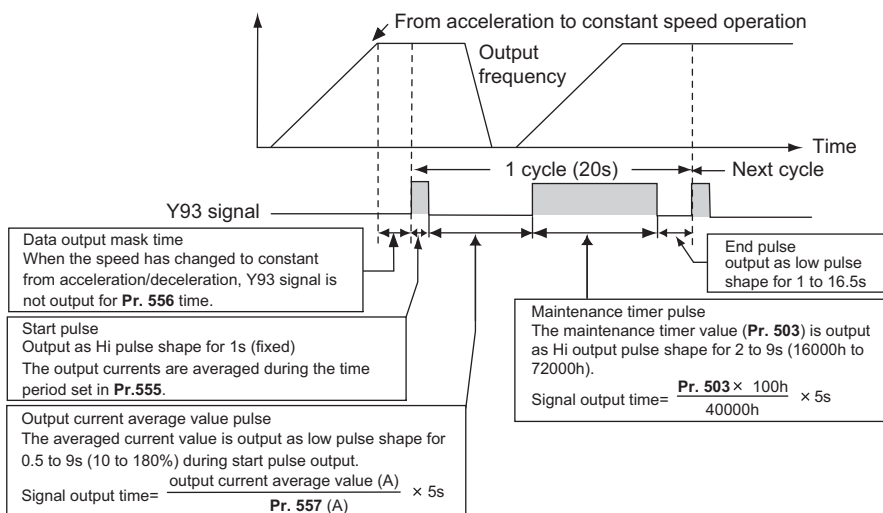 From acceleration to constant speed operation
Output
frequency
Time
1 cycle (20s)
Next cycle
Y93 signal
Data output mask time
When the speed has changed to constant
from acceleration/deceleration, Y93 signal is
not output for Pr. 556 time.
End pulse
output as low pulse
shape for 1 to 16.5s
Start pulse
Output as Hi pulse shape for 1s (fixed)
The output currents are averaged during the time
period set in Pr.555.
Maintenance timer pulse
The maintenance timer value (Pr. 503) is output
as Hi output pulse shape for 2 to 9s (16000h to
72000h).
Signal output time= Pr. 503 × 100h / 40000h × 5s
Output current average value pulse
The averaged current value is output as low pulse shape for
0.5 to 9s (10 to 180%) during start pulse output.
Signal output time= output current average value (A) / Pr. 557 (A) × 5s